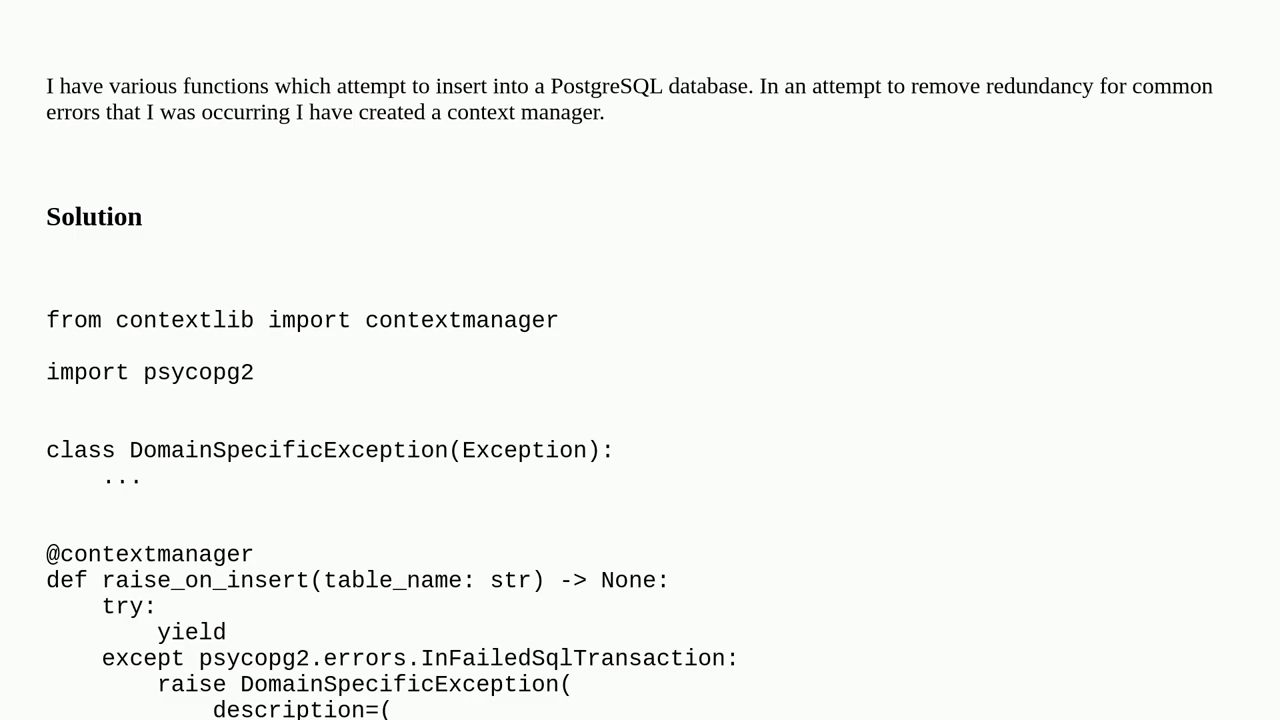 I have various functions which attempt to insert into a PostgreSQL database. In an attempt to remove redundancy for common
errors that I was occurring I have created a context manager.
Solution
from contextlib import contextmanager
import psycopg2
class DomainSpecificException(Exception):
    ...
@contextmanager
def raise_on_insert(table_name: str) -> None:
    try:
        yield
    except psycopg2.errors.InFailedSqlTransaction:
        raise DomainSpecificException(
            description=(